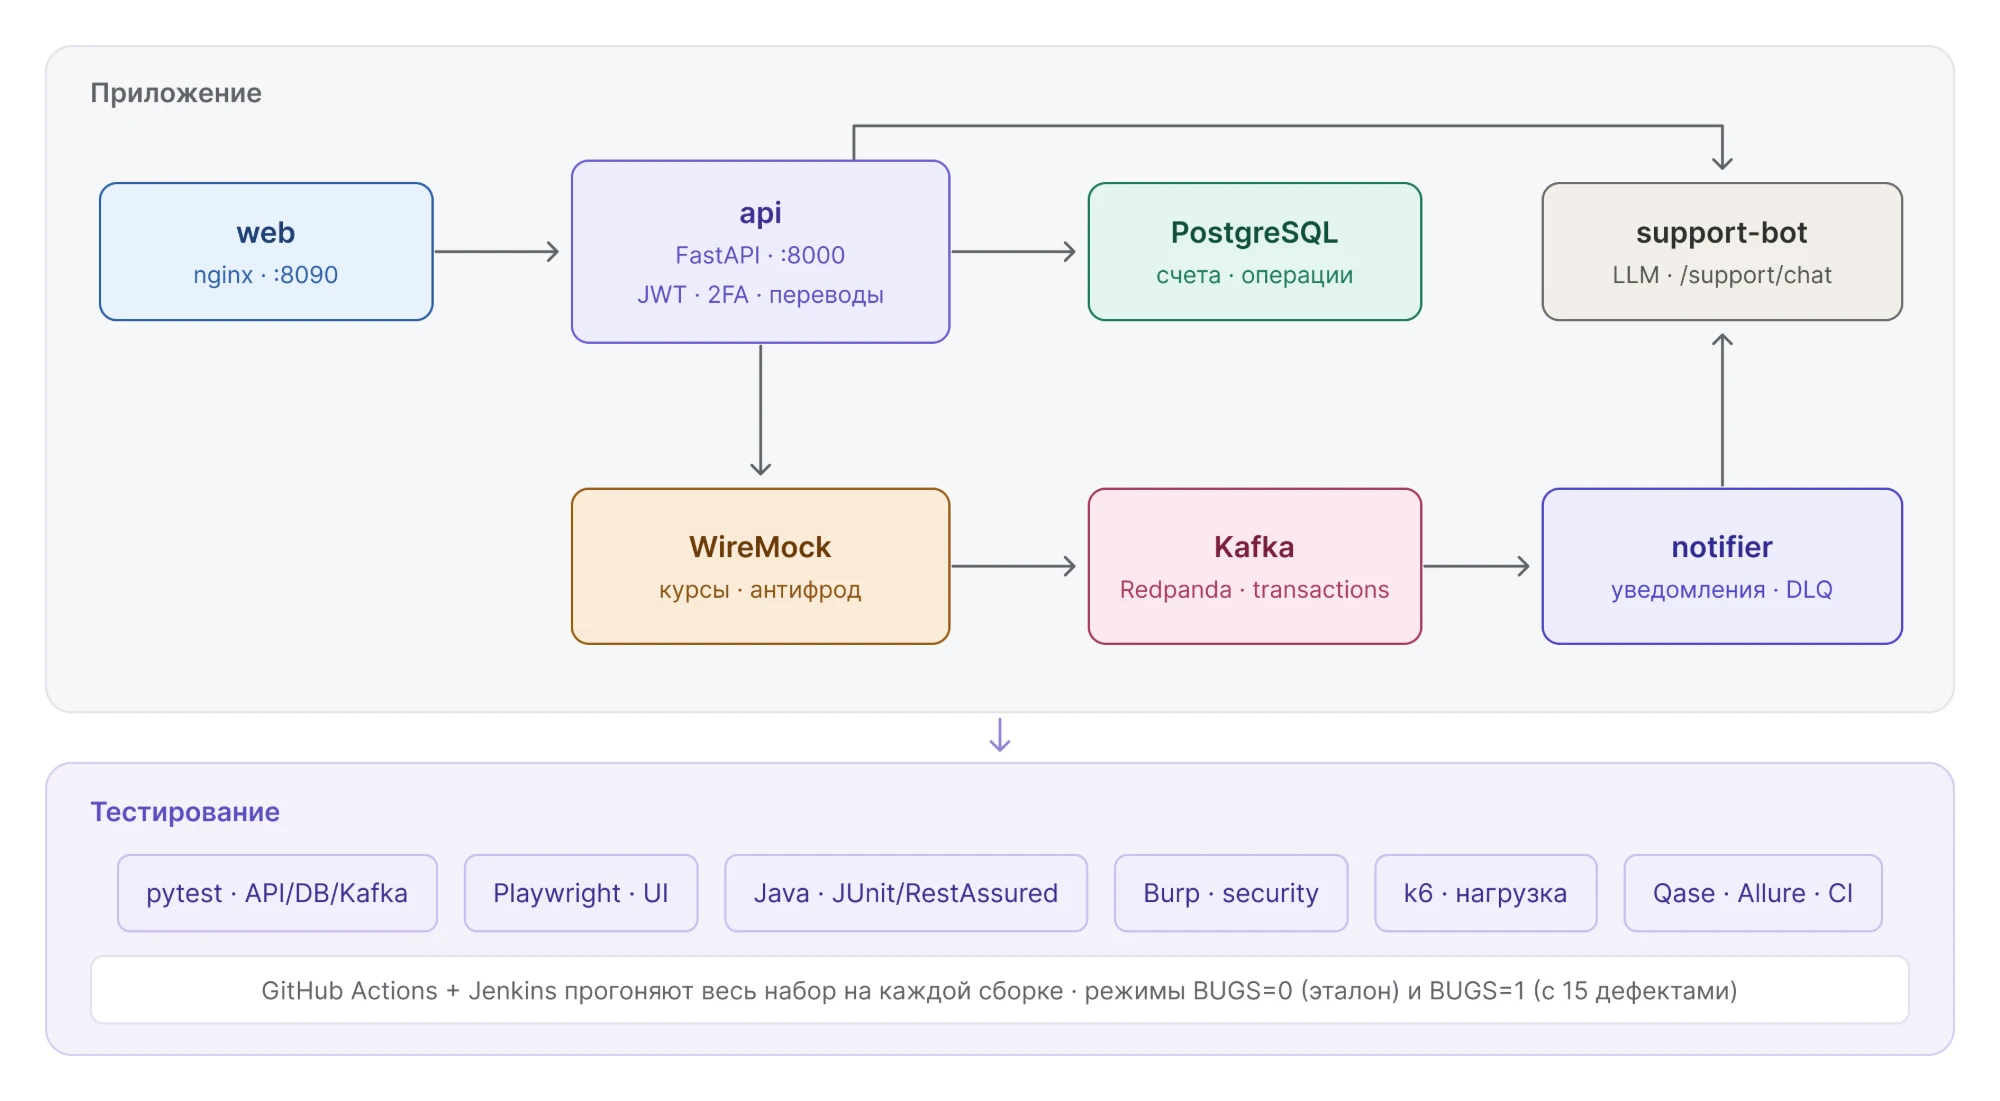 Приложение
web
nginx · :8090
api
FastAPI · :8000
JWT · 2FA · переводы
PostgreSQL
счета · операции
support-bot
LLM · /support/chat
WireMock
курсы · антифрод
Kafka
Redpanda · transactions
notifier
уведомления · DLQ
Тестирование
pytest · API/DB/Kafka
Playwright · UI
Java · JUnit/RestAssured
Burp · security
k6 · нагрузка
Qase · Allure · CI
GitHub Actions + Jenkins прогоняют весь набор на каждой сборке · режимы BUGS=0 (эталон) и BUGS=1 (с 15 дефектами)